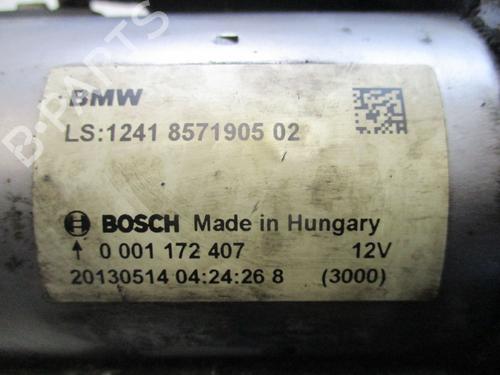 B-PARTS
BMW
LS:1241 8571905 02
BOSCH Made in Hungary
0 001 172 407 12V
20130514 04:24:26 8 (3000)